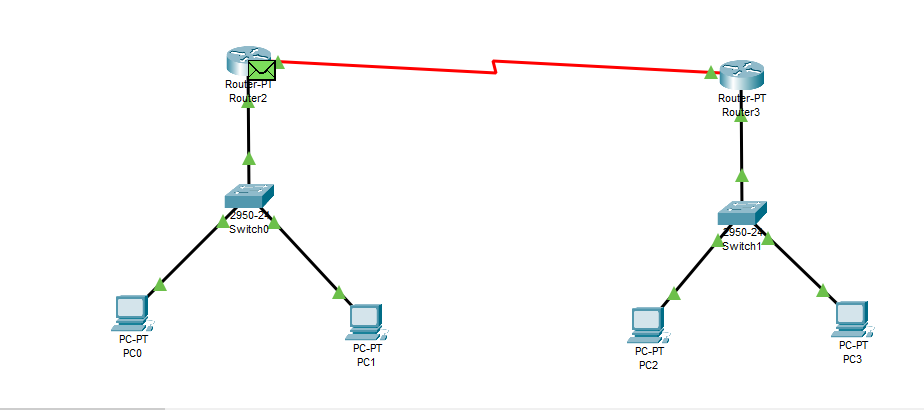 Router-PT
Router2
Router-PT
Router3
2950-24
Switch0
2950-24
Switch1
PC-PT
PC0
PC-PT
PC1
PC-PT
PC2
PC-PT
PC3